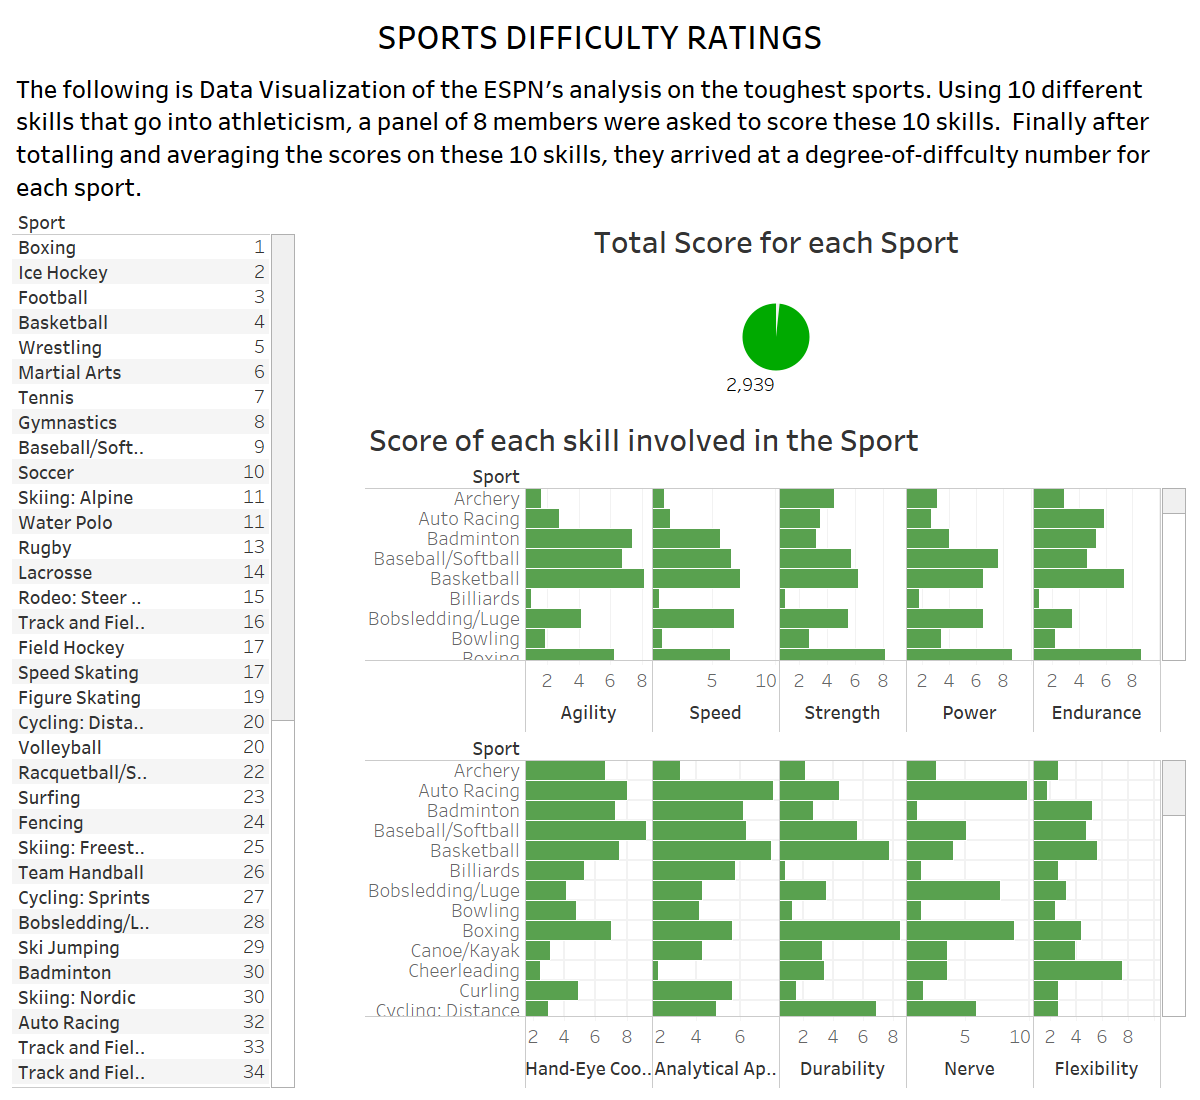 SPORTS DIFFICULTY RATINGS
The following is Data Visualization of the ESPN's analysis on the toughest sports. Using 10 different
skills that go into athleticism, a panel of 8 members were asked to score these 10 skills.  Finally after
totalling and averaging the scores on these 10 skills, they arrived at a degree-of-diffculty number for
each sport.
Sport
Boxing 1
Ice Hockey 2
Football 3
Basketball 4
Wrestling 5
Martial Arts 6
Tennis 7
Gymnastics 8
Baseball/Soft.. 9
Soccer 10
Skiing: Alpine 11
Water Polo 11
Rugby 13
Lacrosse 14
Rodeo: Steer .. 15
Track and Fiel.. 16
Field Hockey 17
Speed Skating 17
Figure Skating 19
Cycling: Dista.. 20
Volleyball 20
Racquetball/S.. 22
Surfing 23
Fencing 24
Skiing: Freest.. 25
Team Handball 26
Cycling: Sprints 27
Bobsledding/L.. 28
Ski Jumping 29
Badminton 30
Skiing: Nordic 30
Auto Racing 32
Track and Fiel.. 33
Track and Fiel.. 34
Total Score for each Sport
2,939
Score of each skill involved in the Sport
Sport
Archery
Auto Racing
Badminton
Baseball/Softball
Basketball
Billiards
Bobsledding/Luge
Bowling
Boxing
2 4 6 8 5 10 2 4 6 8 2 4 6 8 2 4 6 8
Agility Speed Strength Power Endurance
Sport
Archery
Auto Racing
Badminton
Baseball/Softball
Basketball
Billiards
Bobsledding/Luge
Bowling
Boxing
Canoe/Kayak
Cheerleading
Curling
Cycling: Distance
2 4 6 8 2 4 6 2 4 6 8 5 10 2 4 6 8
Hand-Eye Coo.. Analytical Ap.. Durability Nerve Flexibility